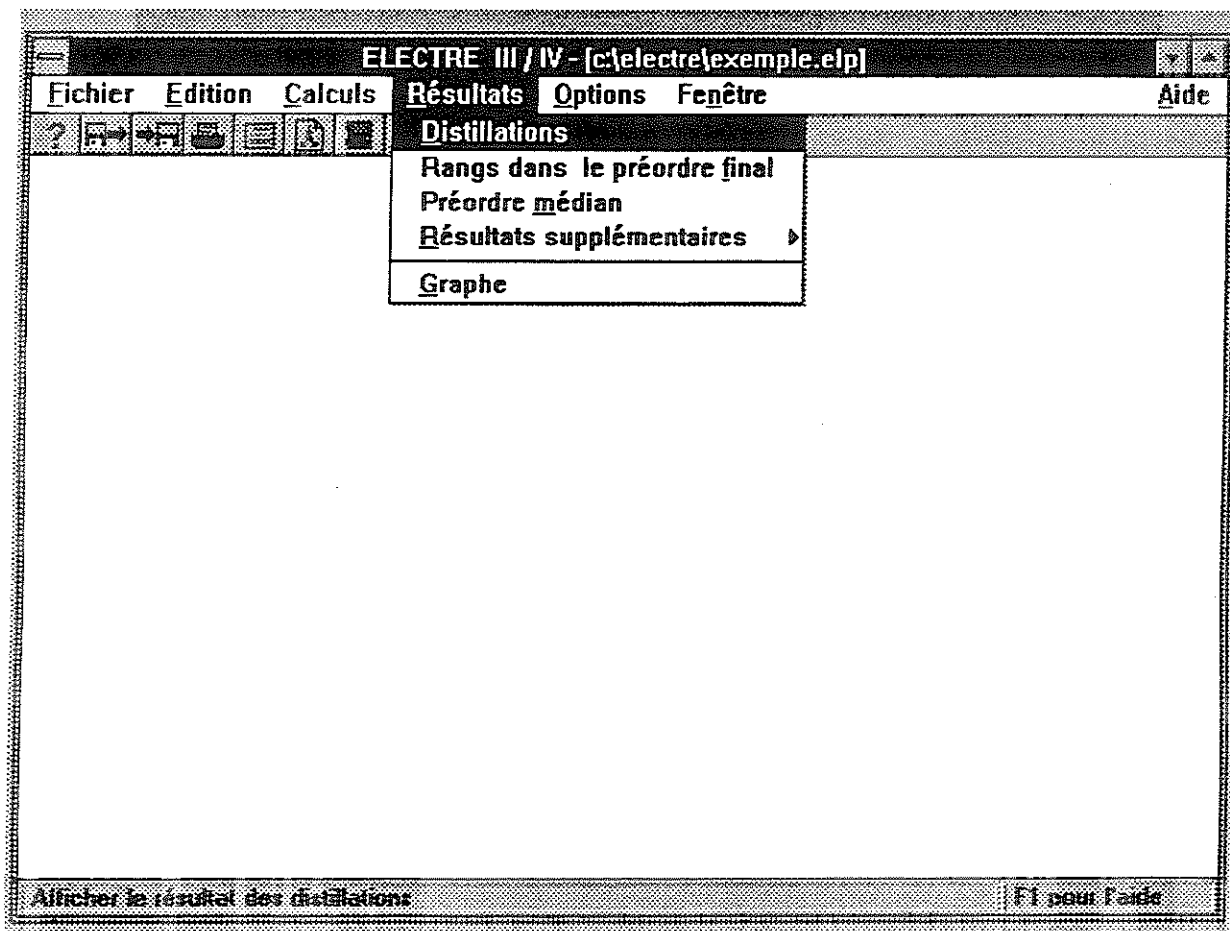 ELECTRE III / IV - [c:\electre\exemple.elp]
Fichier Edition Calculs Résultats Options Fenêtre Aide
?
Distillations
Rangs dans le préordre final
Préordre médian
Résultats supplémentaires
Graphe
Afficher le résultat des distillations F1 pour l'aide